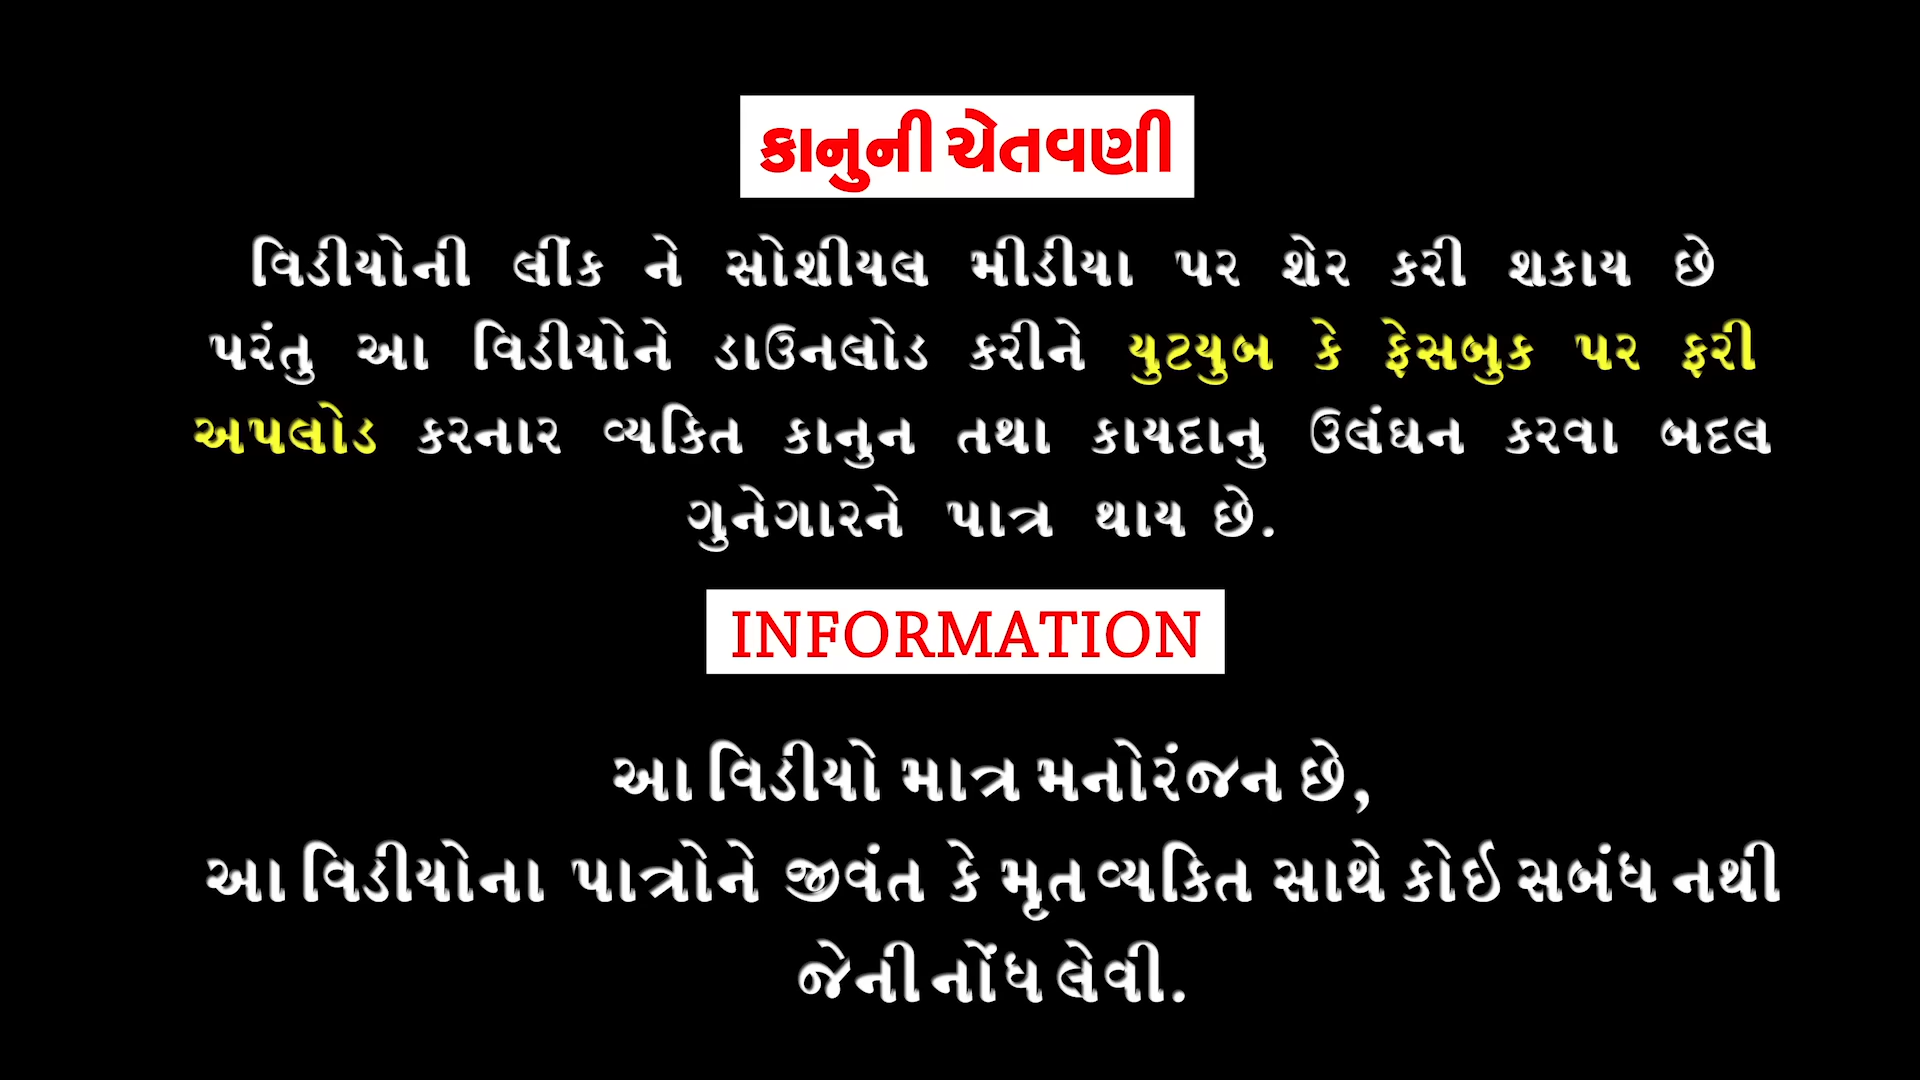 કાનુની ચેતવણી
વિડીયોની લીંક ને સોશીયલ મીડીયા પર શેર કરી શકાય છે
પરંતુ આ વિડીયોને ડાઉનલોડ કરીને યુટયુબ કે ફેસબુક પર ફરી
અપલોડ કરનાર વ્યકિત કાનુન તથા કાયદાનુ ઉલંઘન કરવા બદલ
ગુનેગારને પાત્ર થાય છે.
INFORMATION
આ વિડીયો માત્ર મનોરંજન છે,
આ વિડીયોના પાત્રોને જીવંત કે મૃત વ્યકિત સાથે કોઇ સબંધ નથી
જેની નોંધ લેવી.